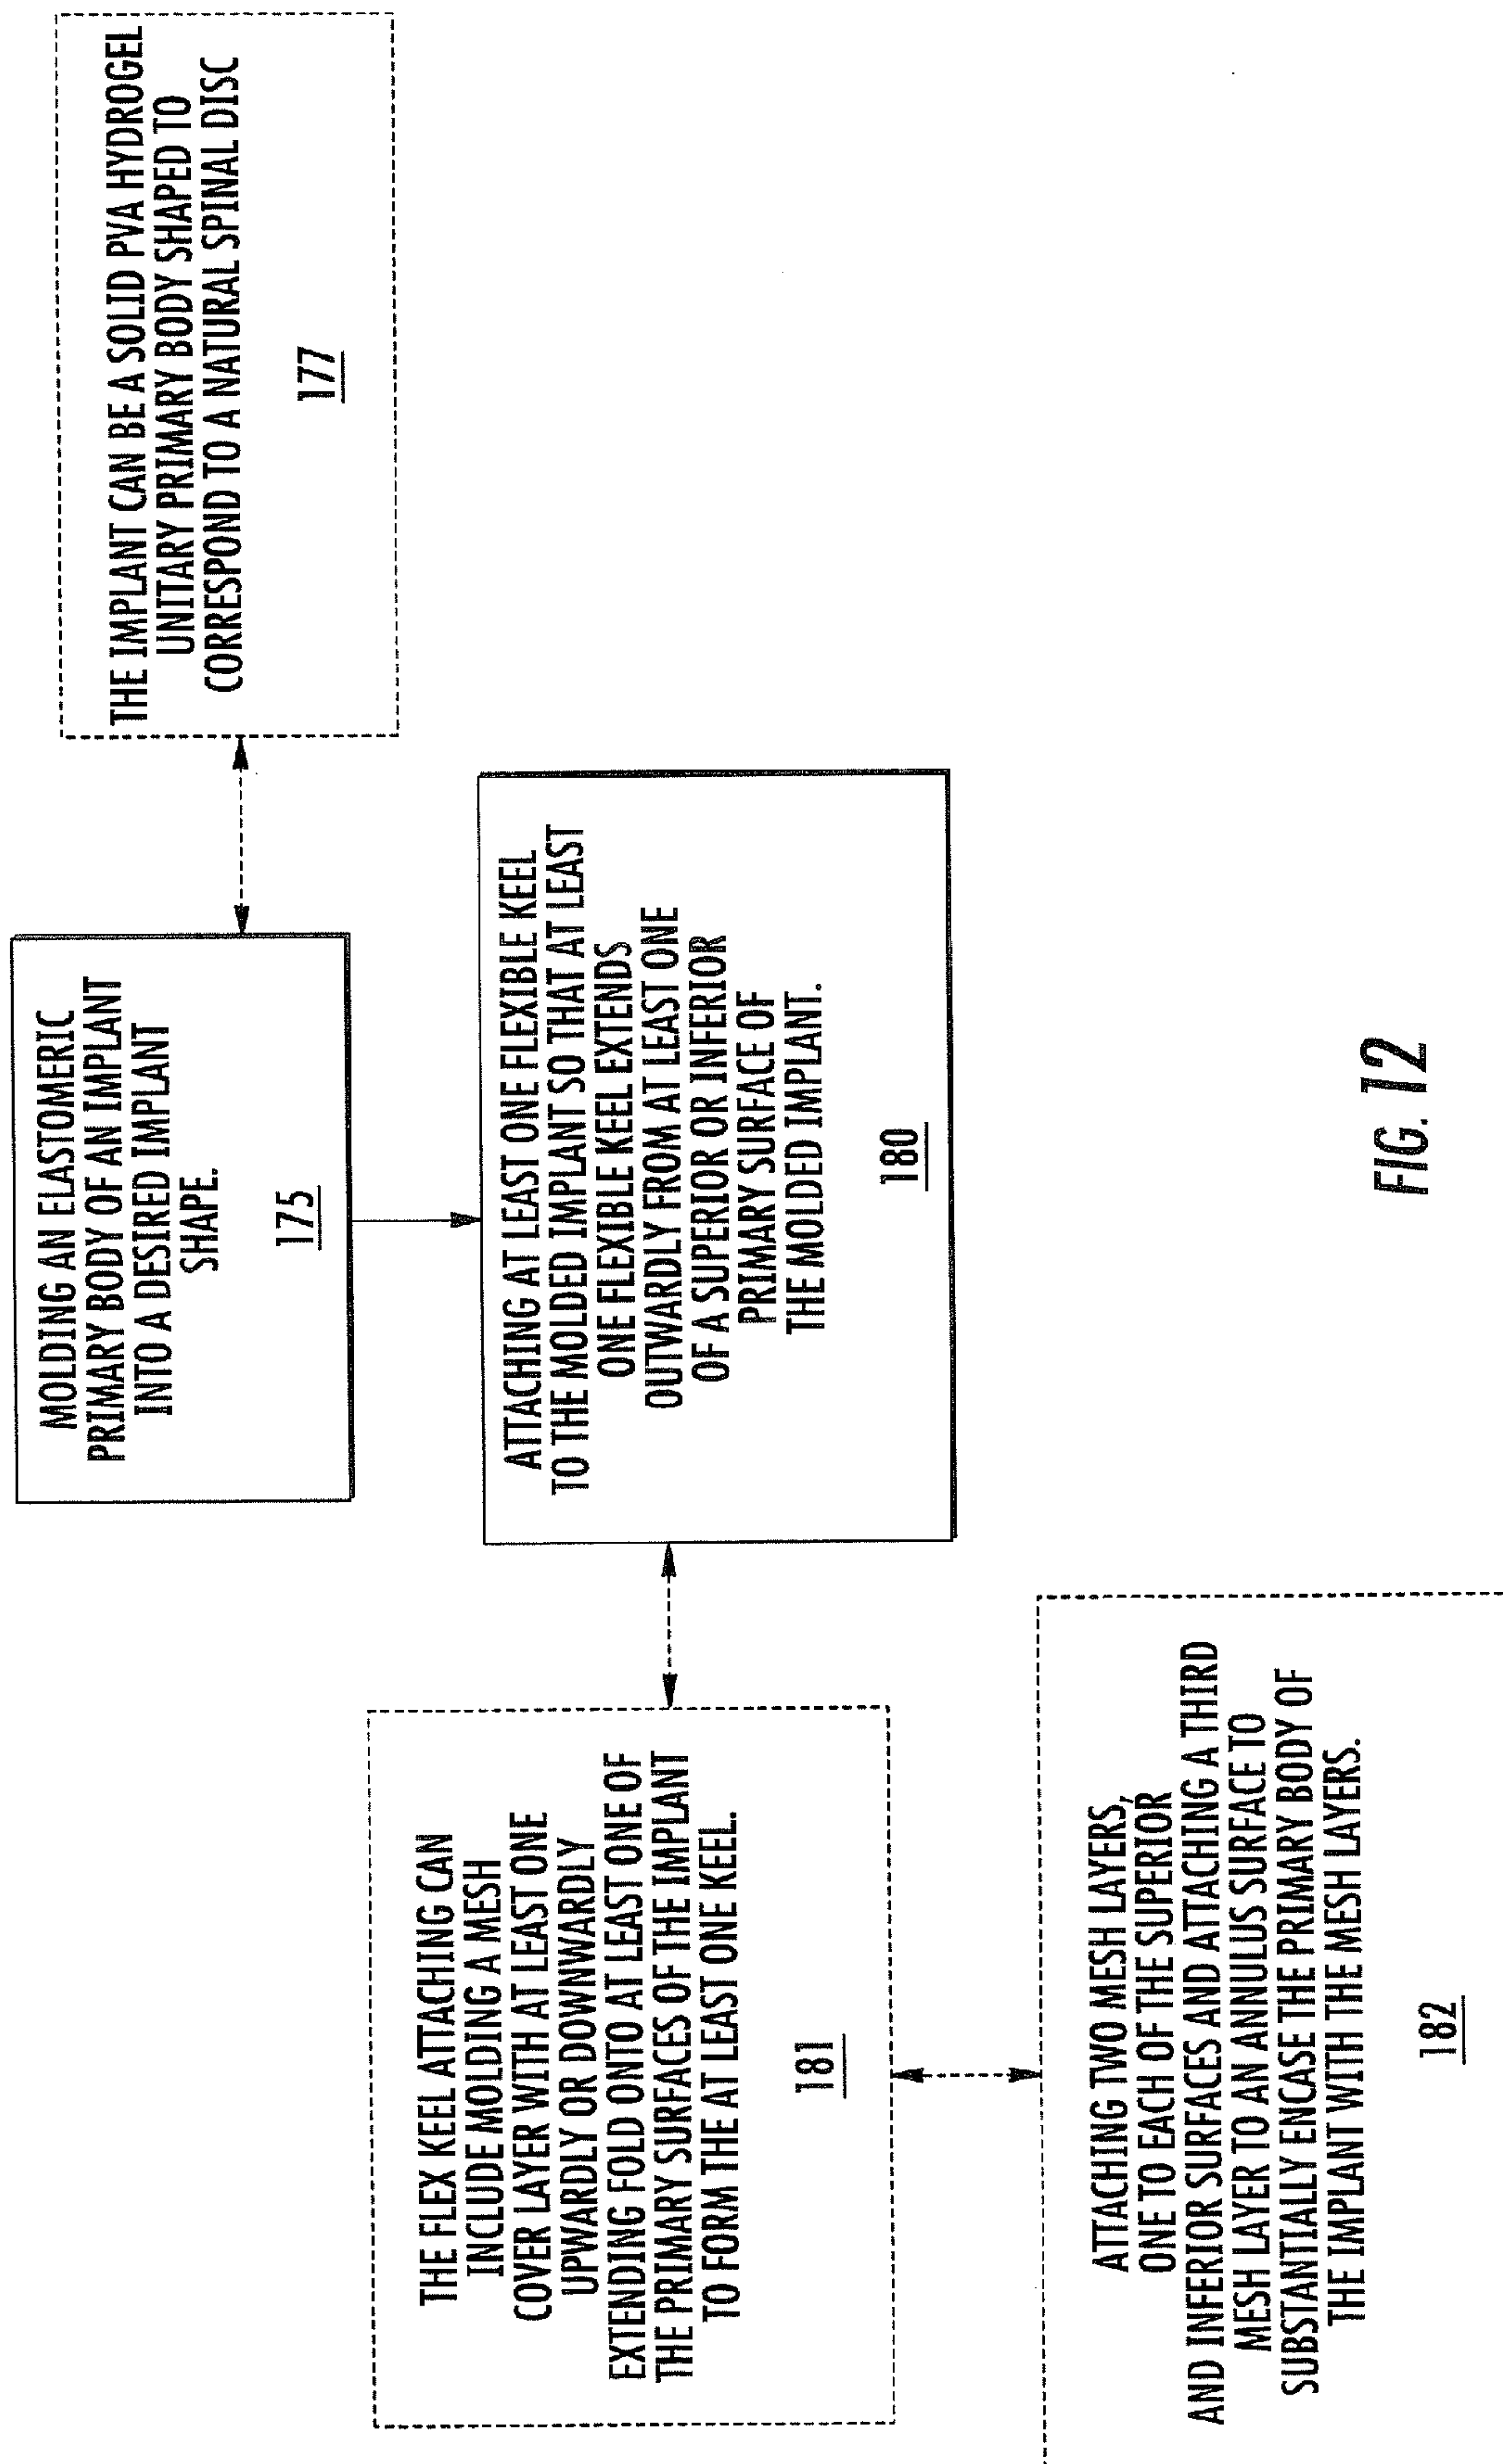 MOLDING AN ELASTOMERIC
PRIMARY BODY OF AN IMPLANT
INTO A DESIRED IMPLANT
SHAPE.
175
THE IMPLANT CAN BE A SOLID PVA HYDROGEL
UNITARY PRIMARY BODY SHAPED TO
CORRESPOND TO A NATURAL SPINAL DISC
177
ATTACHING AT LEAST ONE FLEXIBLE KEEL
TO THE MOLDED IMPLANT SO THAT AT LEAST
ONE FLEXIBLE KEEL EXTENDS
OUTWARDLY FROM AT LEAST ONE
OF A SUPERIOR OR INFERIOR
PRIMARY SURFACE OF
THE MOLDED IMPLANT.
180
THE FLEX KEEL ATTACHING CAN
INCLUDE MOLDING A MESH
COVER LAYER WITH AT LEAST ONE
UPWARDLY OR DOWNWARDLY
EXTENDING FOLD ONTO AT LEAST ONE OF
THE PRIMARY SURFACES OF THE IMPLANT
TO FORM THE AT LEAST ONE KEEL.
181
ATTACHING TWO MESH LAYERS,
ONE TO EACH OF THE SUPERIOR
AND INFERIOR SURFACES AND ATTACHING A THIRD
MESH LAYER TO AN ANNULUS SURFACE TO
SUBSTANTIALLY ENCASE THE PRIMARY BODY OF
THE IMPLANT WITH THE MESH LAYERS.
182
FIG. 12